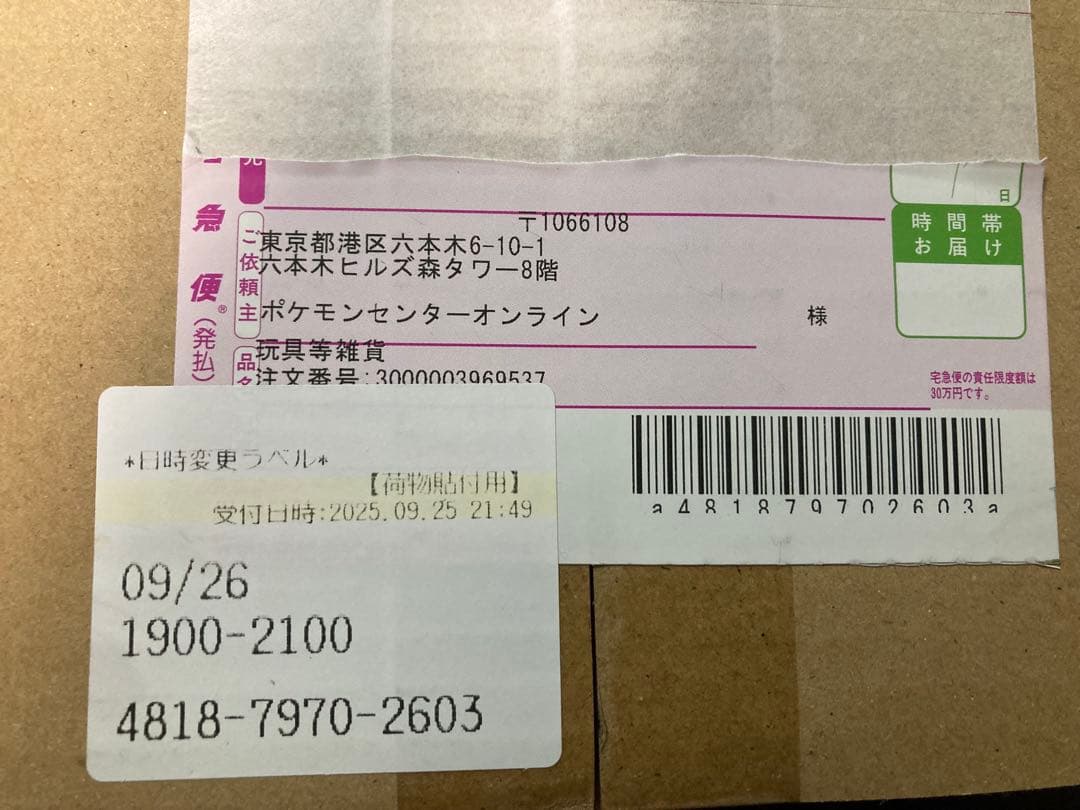 日
時間帯
お届け
急便®(発払)
ご依頼主
〒1066108
東京都港区六本木6-10-1
六本木ヒルズ森タワー8階
ポケモンセンターオンライン 様
玩具等雑貨
注文番号:3000003969537
宅急便の責任限度額は
30万円です。
a481879702603a
*日時変更ラベル*
【荷物貼付用】
受付日時:2025.09.25 21:49
09/26
1900-2100
4818-7970-2603